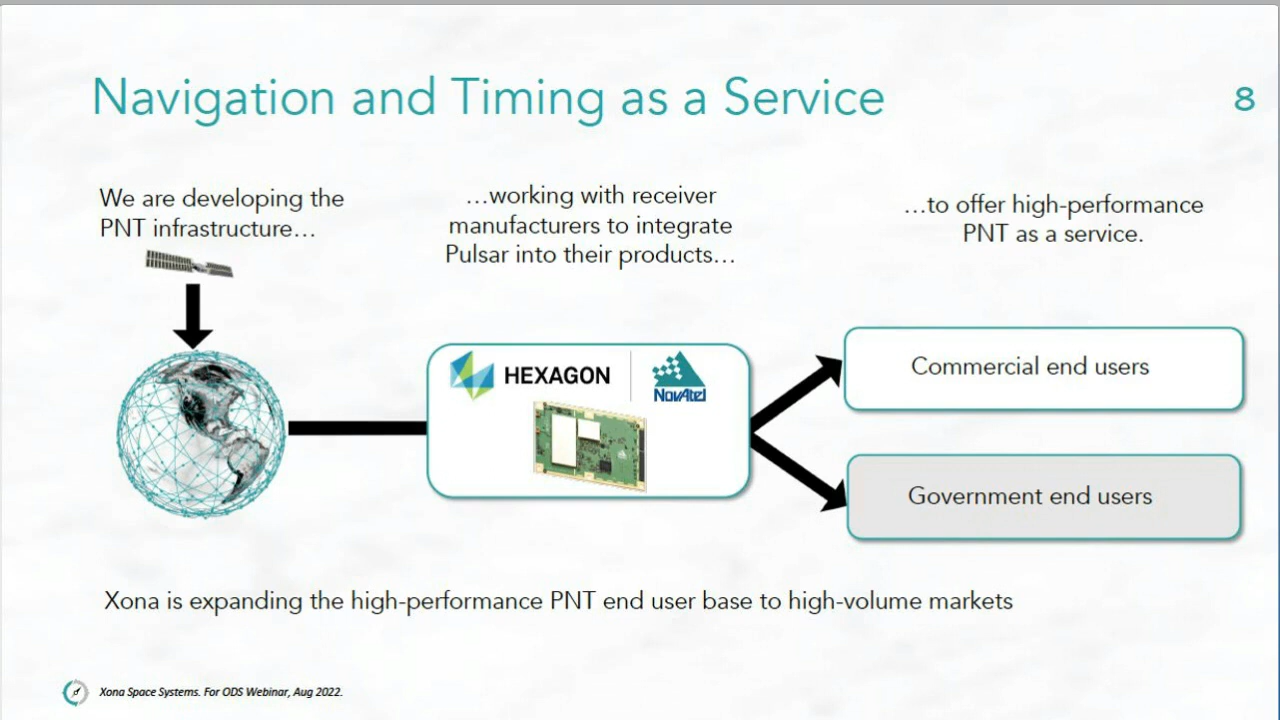 Navigation and Timing as a Service
8
We are developing the
PNT infrastructure…
…working with receiver
manufacturers to integrate
Pulsar into their products…
…to offer high-performance
PNT as a service.
HEXAGON
NovAtel
Commercial end users
Government end users
Xona is expanding the high-performance PNT end user base to high-volume markets
Xona Space Systems. For ODS Webinar, Aug 2022.